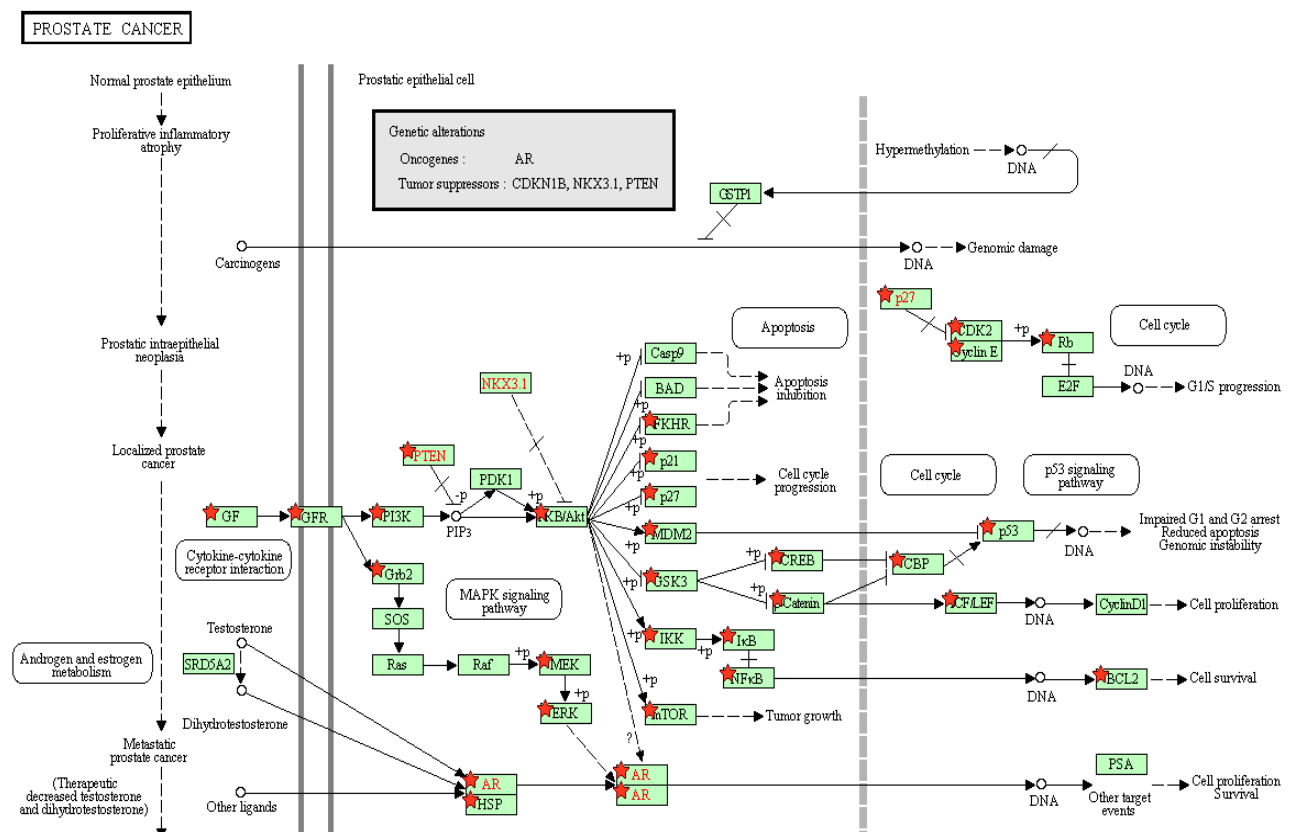 PROSTATE CANCER
Normal prostate epithelium
Prostatic epithelial cell
Proliferative inflammatory
atrophy
Genetic alterations
Oncogenes : AR
Tumor suppressors : CDKN1B, NKX3.1, PTEN
Hypermethylation
DNA
GSTP1
Carcinogens
DNA
Genomic damage
Prostatic intraepithelial
neoplasia
Apoptosis
p27
CDK2
Cyclin E
+p
Rb
Cell cycle
E2F
DNA
G1/S progression
NKX3.1
+p
Casp9
BAD
+p
FKHR
+p
Apoptosis
inhibition
Localized prostate
cancer
PTEN
-p
PDK1
+p
p21
+p
p27
+p
Cell cycle
progression
Cell cycle
p53 signaling
pathway
GF
GFR
PI3K
PIP3
PKB/Akt
MDM2
+p
p53
DNA
Impaired G1 and G2 arrest
Reduced apoptosis
Genomic instability
Cytokine-cytokine
receptor interaction
Grb2
SOS
Ras
Raf
+p
MEK
+p
ERK
MAPK signaling
pathway
GSK3
+p
+p
CREB
CBP
Catenin
TCF/LEF
DNA
CyclinD1
Cell proliferation
+p
IKK
+p
IκB
NFκB
DNA
BCL2
Cell survival
+p
mTOR
Tumor growth
?
Androgen and estrogen
metabolism
Testosterone
SRD5A2
Dihydrotestosterone
Metastatic
prostate cancer
(Therapeutic
decreased testosterone
and dihydrotestosterone)
Other ligands
AR
HSP
AR
AR
DNA
PSA
Other target
events
Cell proliferation
Survival